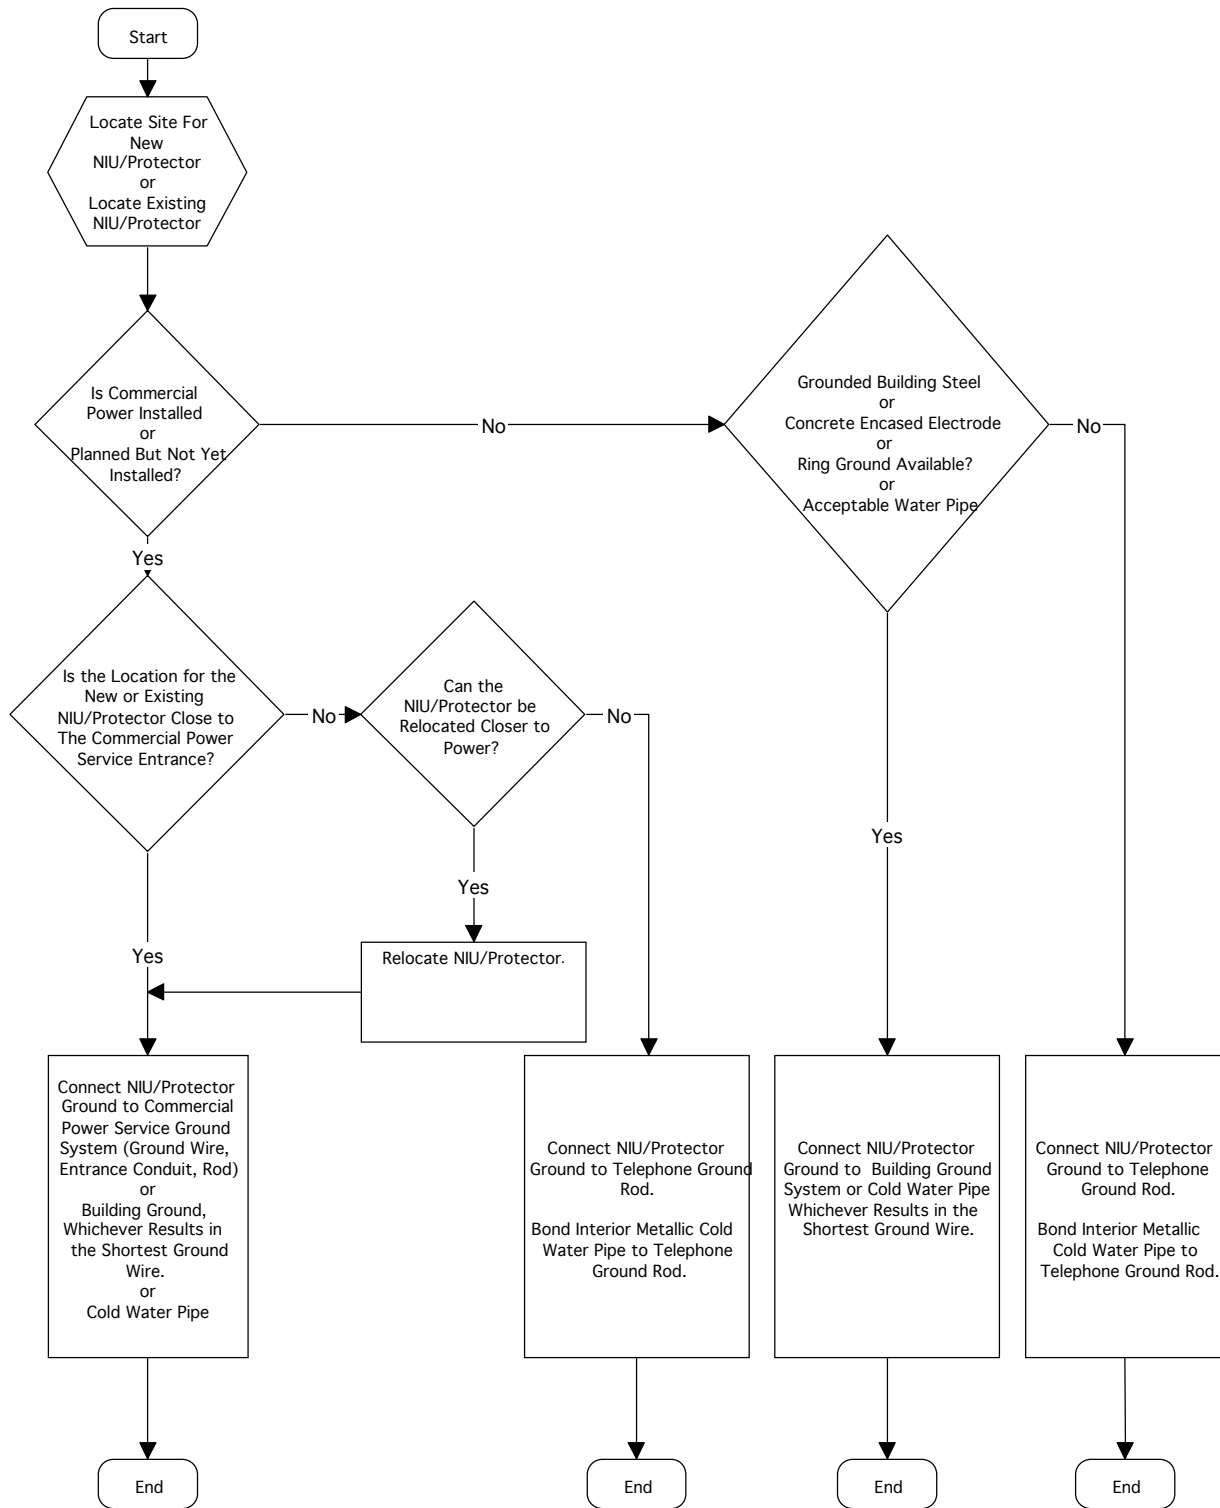 Start
Locate Site For
New
NIU/Protector
or
Locate Existing
NIU/Protector
Is Commercial
Power Installed
or
Planned But Not Yet
Installed?
No
Grounded Building Steel
or
Concrete Encased Electrode
or
Ring Ground Available?
or
Acceptable Water Pipe
No
Yes
Is the Location for the
New or Existing
NIU/Protector Close to
The Commercial Power
Service Entrance?
No
Can the
NIU/Protector be
Relocated Closer to
Power?
No
Yes
Yes
Yes
Relocate NIU/Protector.
Connect NIU/Protector
Ground to Commercial
Power Service Ground
System (Ground Wire,
Entrance Conduit, Rod)
or
Building Ground,
Whichever Results in
the Shortest Ground
Wire.
or
Cold Water Pipe
Connect NIU/Protector
Ground to Telephone Ground
Rod.
Bond Interior Metallic Cold
Water Pipe to Telephone
Ground Rod.
Connect NIU/Protector
Ground to  Building Ground
System or Cold Water Pipe
Whichever Results in the
Shortest Ground Wire.
Connect NIU/Protector
Ground to Telephone
Ground Rod.
Bond Interior Metallic
Cold Water Pipe to
Telephone Ground Rod.
End
End
End
End